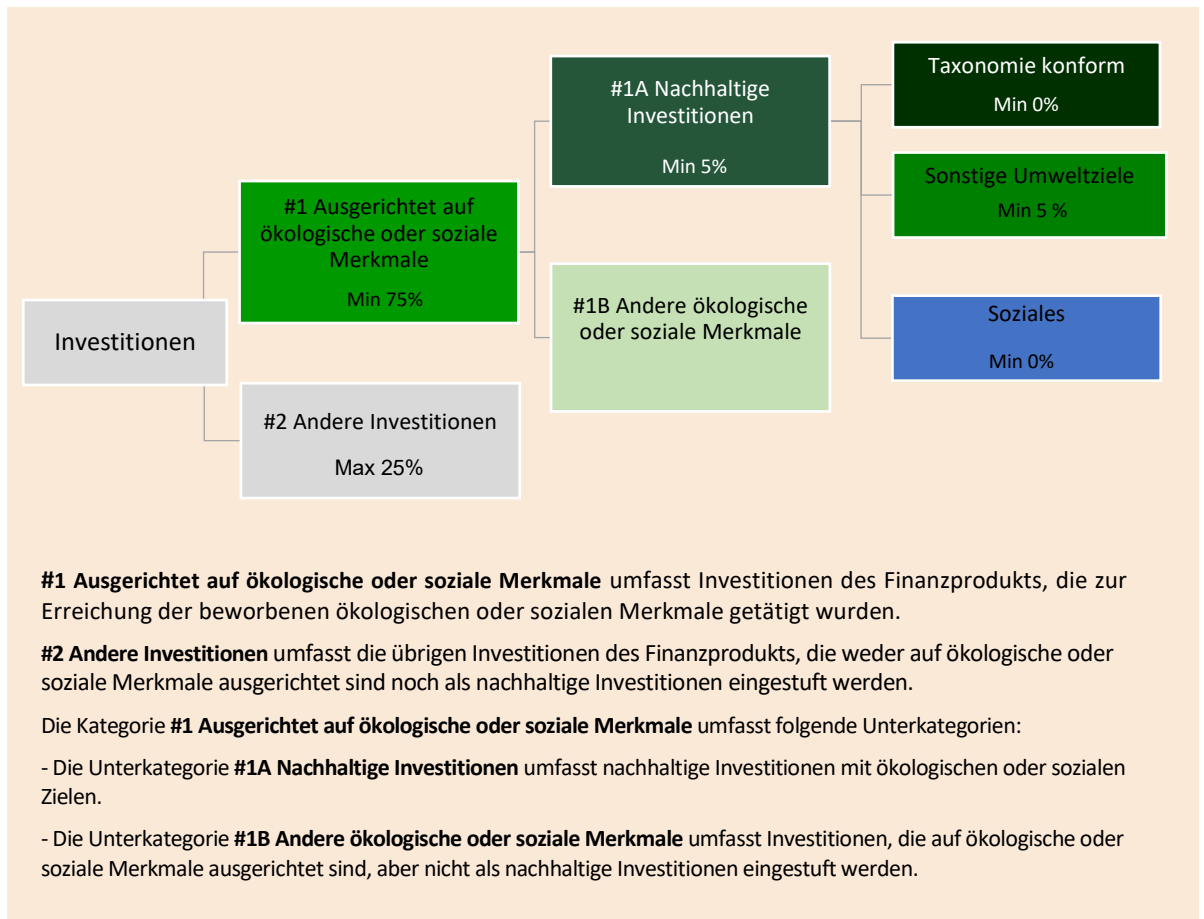 Investitionen
#1 Ausgerichtet auf
ökologische oder soziale
Merkmale
Min 75%
#2 Andere Investitionen
Max 25%
#1A Nachhaltige
Investitionen
Min 5%
#1B Andere ökologische
oder soziale Merkmale
Taxonomie konform
Min 0%
Sonstige Umweltziele
Min 5 %
Soziales
Min 0%
#1 Ausgerichtet auf ökologische oder soziale Merkmale umfasst Investitionen des Finanzprodukts, die zur
Erreichung der beworbenen ökologischen oder sozialen Merkmale getätigt wurden.
#2 Andere Investitionen umfasst die übrigen Investitionen des Finanzprodukts, die weder auf ökologische oder
soziale Merkmale ausgerichtet sind noch als nachhaltige Investitionen eingestuft werden.
Die Kategorie #1 Ausgerichtet auf ökologische oder soziale Merkmale umfasst folgende Unterkategorien:
- Die Unterkategorie #1A Nachhaltige Investitionen umfasst nachhaltige Investitionen mit ökologischen oder sozialen
Zielen.
- Die Unterkategorie #1B Andere ökologische oder soziale Merkmale umfasst Investitionen, die auf ökologische oder
soziale Merkmale ausgerichtet sind, aber nicht als nachhaltige Investitionen eingestuft werden.